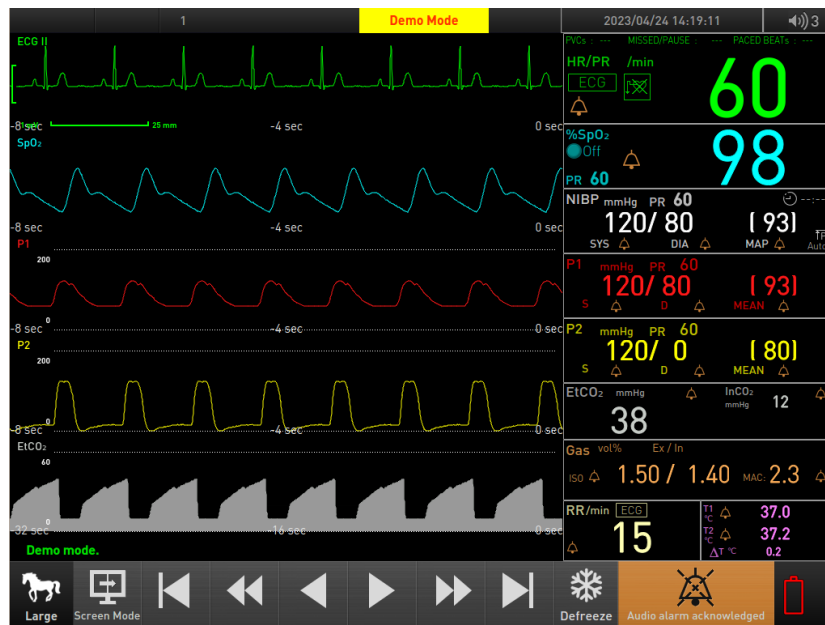 1 Demo Mode 2023/04/24 14:19:11 3
ECG II
25 mm
-8 sec -4 sec 0 sec
SpO₂
-8 sec -4 sec 0 sec
P1
200
0
-8 sec -4 sec 0 sec
P2
200
0
-8 sec -4 sec 0 sec
EtCO₂
60
0
-32 sec -16 sec 0 sec
Demo mode.
PVCs : --- MISSED/PAUSE : --- PACED BEATs : ---
HR/PR /min
ECG
60
%SpO₂
Off
98
PR 60
NIBP mmHg PR 60 --:--
120/ 80 ( 93)
SYS DIA MAP Auto
P1 mmHg PR 60
120/ 80 ( 93)
S D MEAN
P2 mmHg PR 60
120/ 0 ( 80)
S D MEAN
EtCO₂ mmHg InCO₂
mmHg 12
38
Gas vol% Ex / In
ISO 1.50 / 1.40 MAC: 2.3
RR/min ECG
15
T1 °C 37.0
T2 °C 37.2
ΔT °C 0.2
Large Screen Mode Defreeze Audio alarm acknowledged